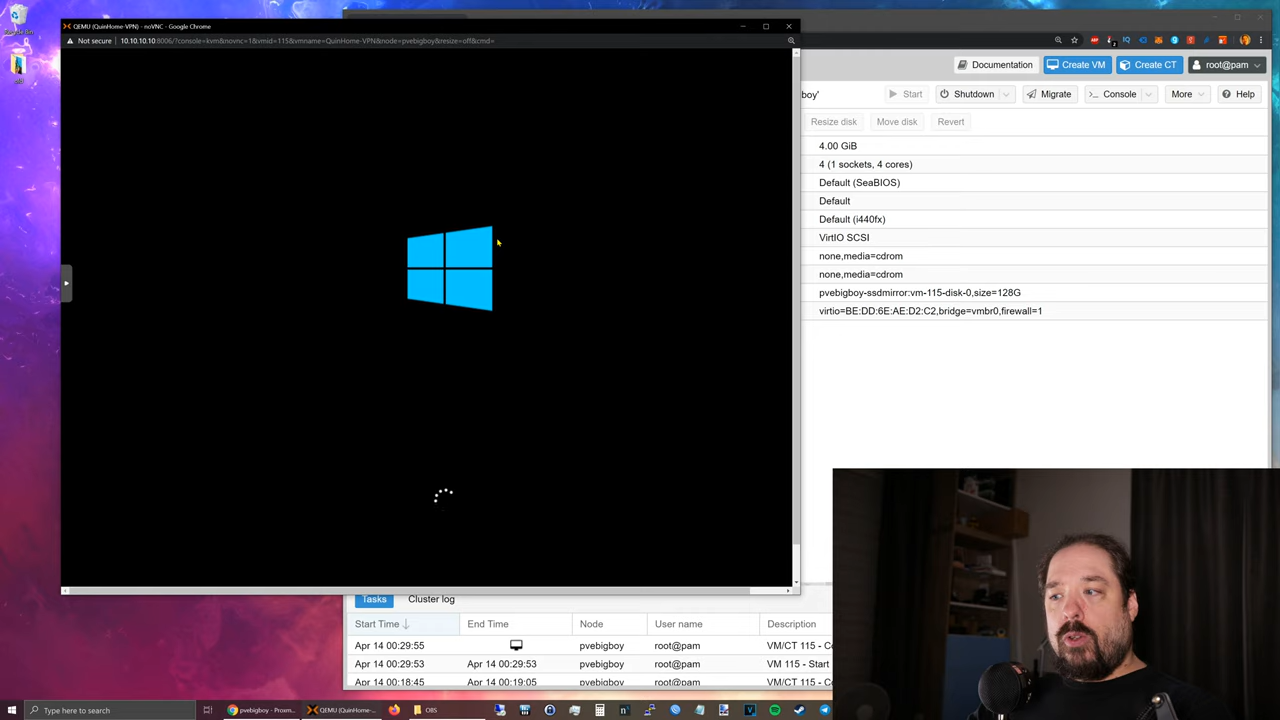 QEMU (QuinHome-VPN) - noVNC - Google Chrome
Not secure
10.10.10.10:8006/?console=kvm&novnc=1&vmid=115&vmname=QuinHome-VPN&node=pvebigboy&resize=off&cmd=
Documentation
Create VM
Create CT
root@pam
boy'
Start
Shutdown
Migrate
Console
More
Help
Resize disk
Move disk
Revert
4.00 GiB
4 (1 sockets, 4 cores)
Default (SeaBIOS)
Default
Default (i440fx)
VirtIO SCSI
none,media=cdrom
none,media=cdrom
pvebigboy-ssdmirror:vm-115-disk-0,size=128G
virtio=BE:DD:6E:AE:D2:C2,bridge=vmbr0,firewall=1
Tasks
Cluster log
Start Time
End Time
Node
User name
Description
Apr 14 00:29:55
pvebigboy
root@pam
VM/CT 115 - Co
Apr 14 00:29:53
Apr 14 00:29:53
pvebigboy
root@pam
VM 115 - Start
Apr 14 00:18:45
Apr 14 00:19:05
pvebigboy
root@pam
VM/CT 115 - Co
Type here to search
pvebigboy - Proxm...
QEMU (QuinHome-V...
OBS